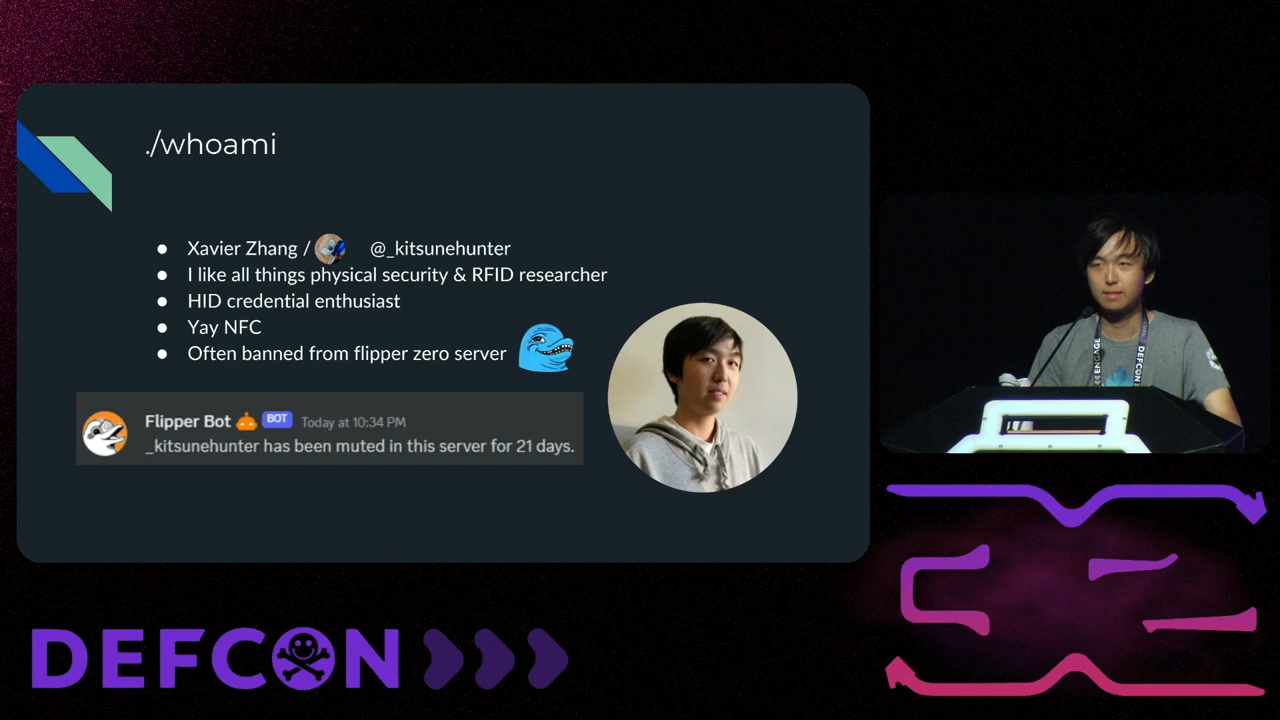 ./whoami
Xavier Zhang / @_kitsunehunter
I like all things physical security & RFID researcher
HID credential enthusiast
Yay NFC
Often banned from flipper zero server
Flipper Bot BOT Today at 10:34 PM
_kitsunehunter has been muted in this server for 21 days.
ENGAGE
DEFCON
DEFCON